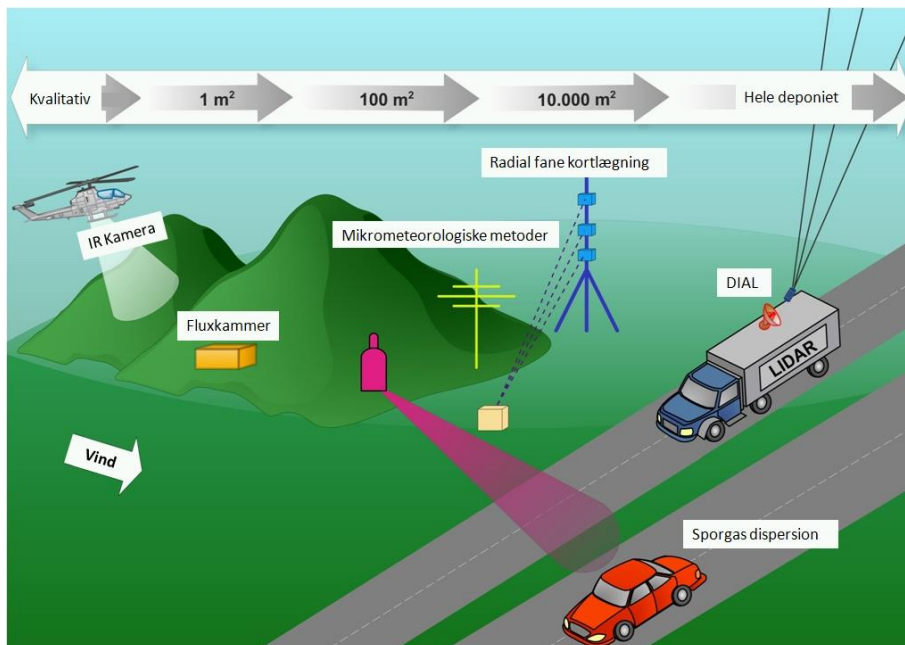 Kvalitativ
1 m²
100 m²
10.000 m²
Hele deponiet
Radial fane kortlægning
IR Kamera
Mikrometeorologiske metoder
DIAL
Fluxkammer
LIDAR
Vind
Sporgas dispersion